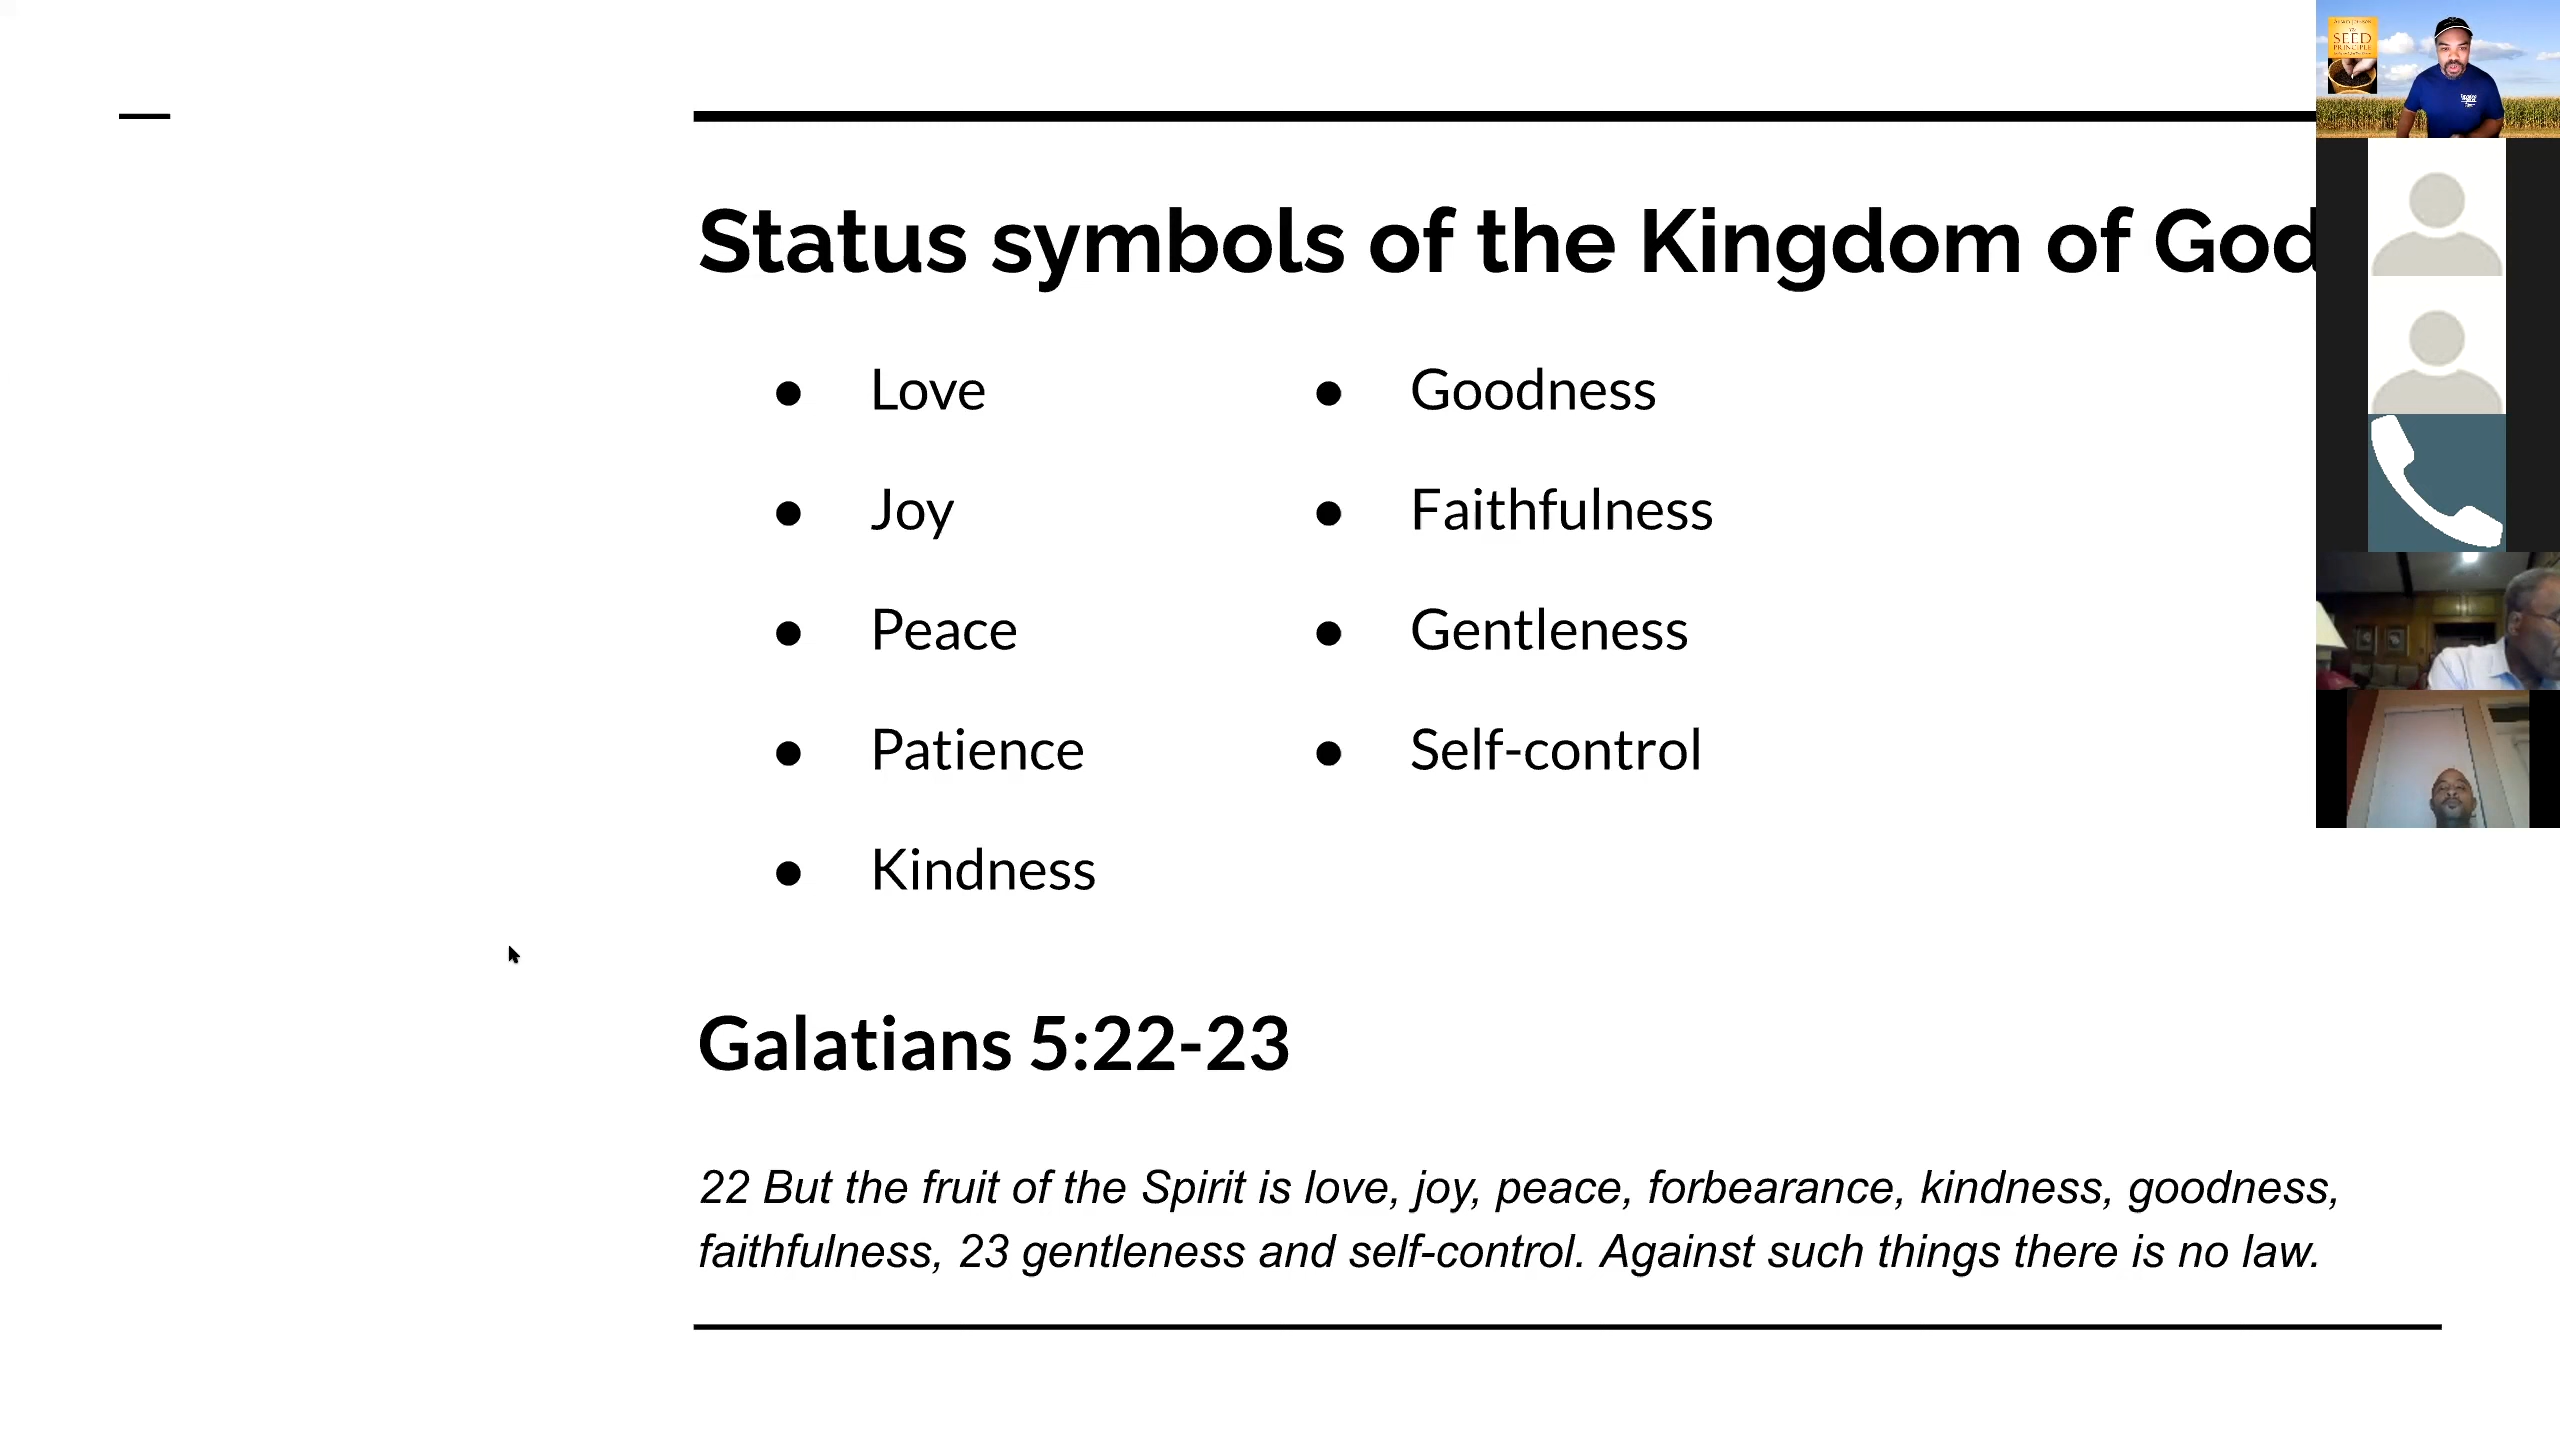 Status symbols of the Kingdom of God
● Love
● Joy
● Peace
● Patience
● Kindness
● Goodness
● Faithfulness
● Gentleness
● Self-control
Galatians 5:22-23
22 But the fruit of the Spirit is love, joy, peace, forbearance, kindness, goodness,
faithfulness, 23 gentleness and self-control. Against such things there is no law.
SEED
PRINCIPLE